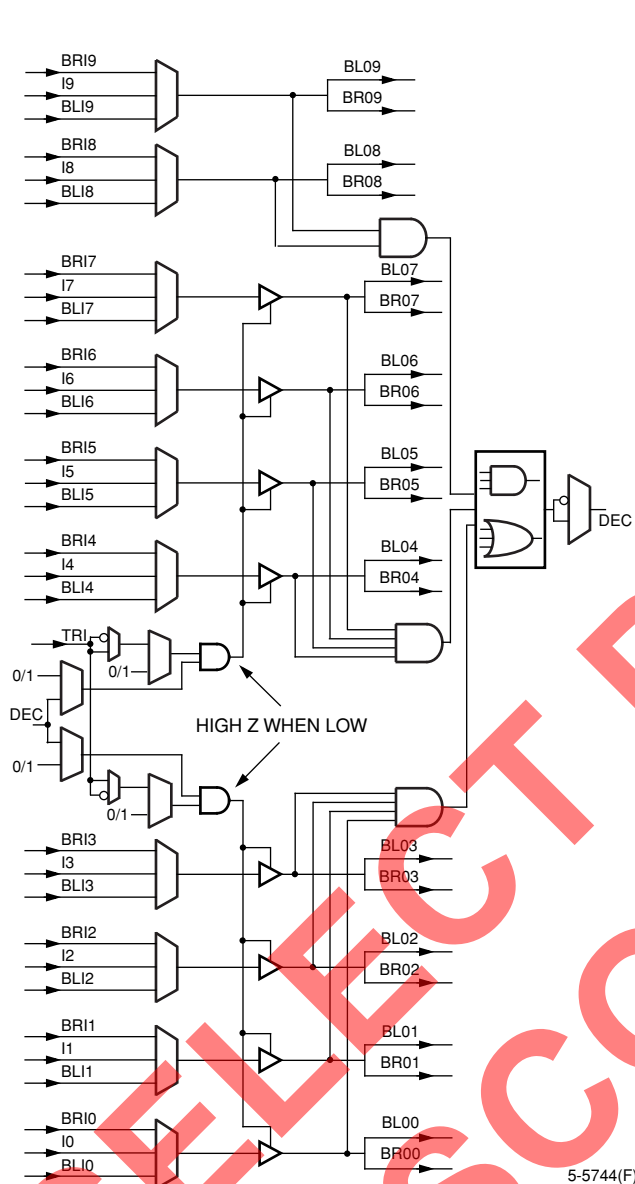 BRI9
I9
BLI9
BL09
BR09
BRI8
I8
BLI8
BL08
BR08
BRI7
I7
BLI7
BL07
BR07
BRI6
I6
BLI6
BL06
BR06
BRI5
I5
BLI5
BL05
BR05
BRI4
I4
BLI4
BL04
BR04
DEC
TRI
0/1
0/1
DEC
HIGH Z WHEN LOW
0/1
0/1
BRI3
I3
BLI3
BL03
BR03
BRI2
I2
BLI2
BL02
BR02
BRI1
I1
BLI1
BL01
BR01
BRI0
I0
BLI0
BL00
BR00
5-5744(F)
SELECT D
SCO